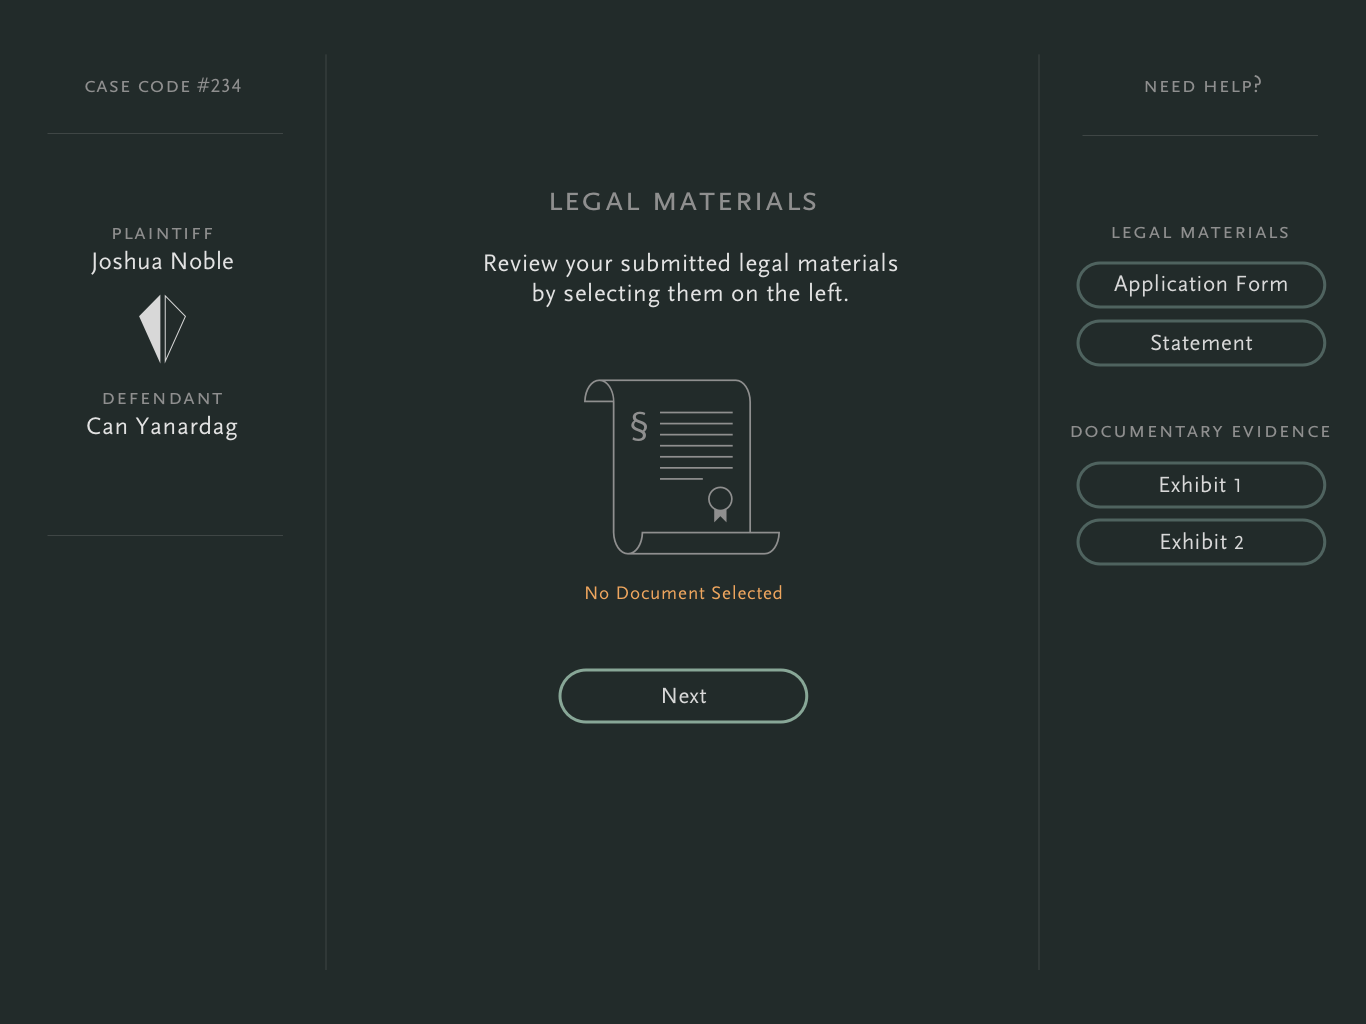 CASE CODE #234
PLAINTIFF
Joshua Noble
DEFENDANT
Can Yanardag
LEGAL MATERIALS
Review your submitted legal materials
by selecting them on the left.
§
No Document Selected
Next
NEED HELP?
LEGAL MATERIALS
Application Form
Statement
DOCUMENTARY EVIDENCE
Exhibit 1
Exhibit 2